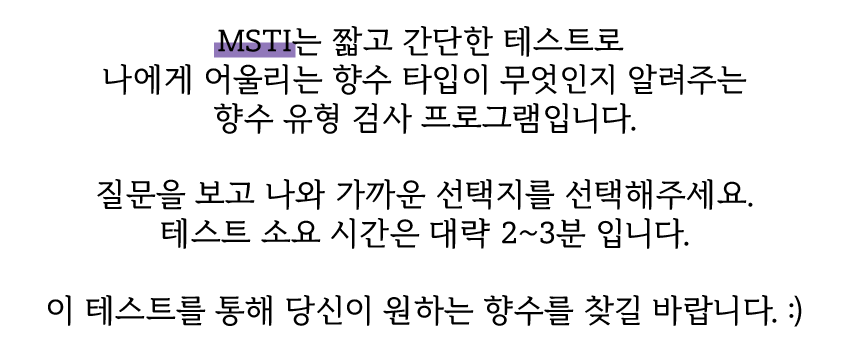 MSTI는 짧고 간단한 테스트로
나에게 어울리는 향수 타입이 무엇인지 알려주는
향수 유형 검사 프로그램입니다.
질문을 보고 나와 가까운 선택지를 선택해주세요.
테스트 소요 시간은 대략 2~3분 입니다.
이 테스트를 통해 당신이 원하는 향수를 찾길 바랍니다. :)